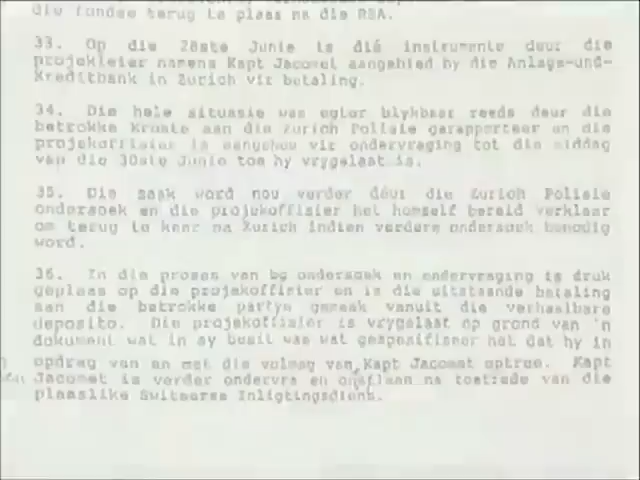 die fondse terug te plaas na die RSA.
33. Op die 28ste Junie is dié instrumente deur die
projekleier namens Kapt Jacomet aangebied by die Anlage-und-
Kreditbank in Zurich vir betaling.
34. Die hele situasie was egter blykbaar reeds deur die
betrokke Kroate aan die Zurich Polisie gerapporteer en die
projekoffisier is aangehou vir ondervraging tot die middag
van die 30ste Junie toe hy vrygelaat is.
35. Die saak word nou verder deur die Zurich Polisie
ondersoek en die projekoffisier het homself bereid verklaar
om terug te keer na Zurich indien verdere ondersoek benodig
word.
36. In die proses van bg ondersoek en ondervraging is druk
geplaas op die projekoffisier en is die uitstaande betaling
aan die betrokke partye gemaak vanuit die verhaalbare
deposito. Die projekoffisier is vrygelaat op grond van 'n
dokument wat in sy besit was wat gespesifiseer het dat hy in
opdrag van en met die volmag van Kapt Jacomet optree. Kapt
Jacomet is verder ondervra en ontslaan na toetrede van die
plaaslike Switserse Inligtingsdiens.